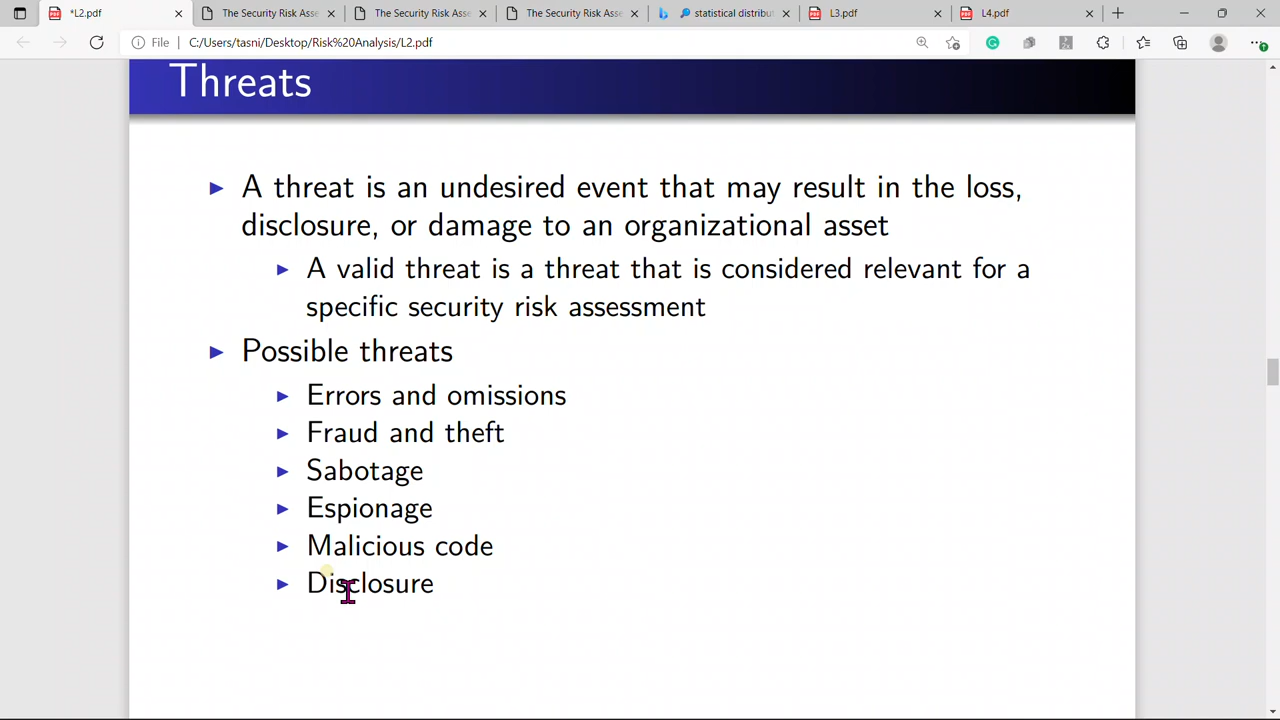 *L2.pdf
The Security Risk Asse
The Security Risk Asse
The Security Risk Asse
statistical distribut
L3.pdf
L4.pdf
File
C:/Users/tasni/Desktop/Risk%20Analysis/L2.pdf
Threats
A threat is an undesired event that may result in the loss,
disclosure, or damage to an organizational asset
A valid threat is a threat that is considered relevant for a
specific security risk assessment
Possible threats
Errors and omissions
Fraud and theft
Sabotage
Espionage
Malicious code
Disclosure